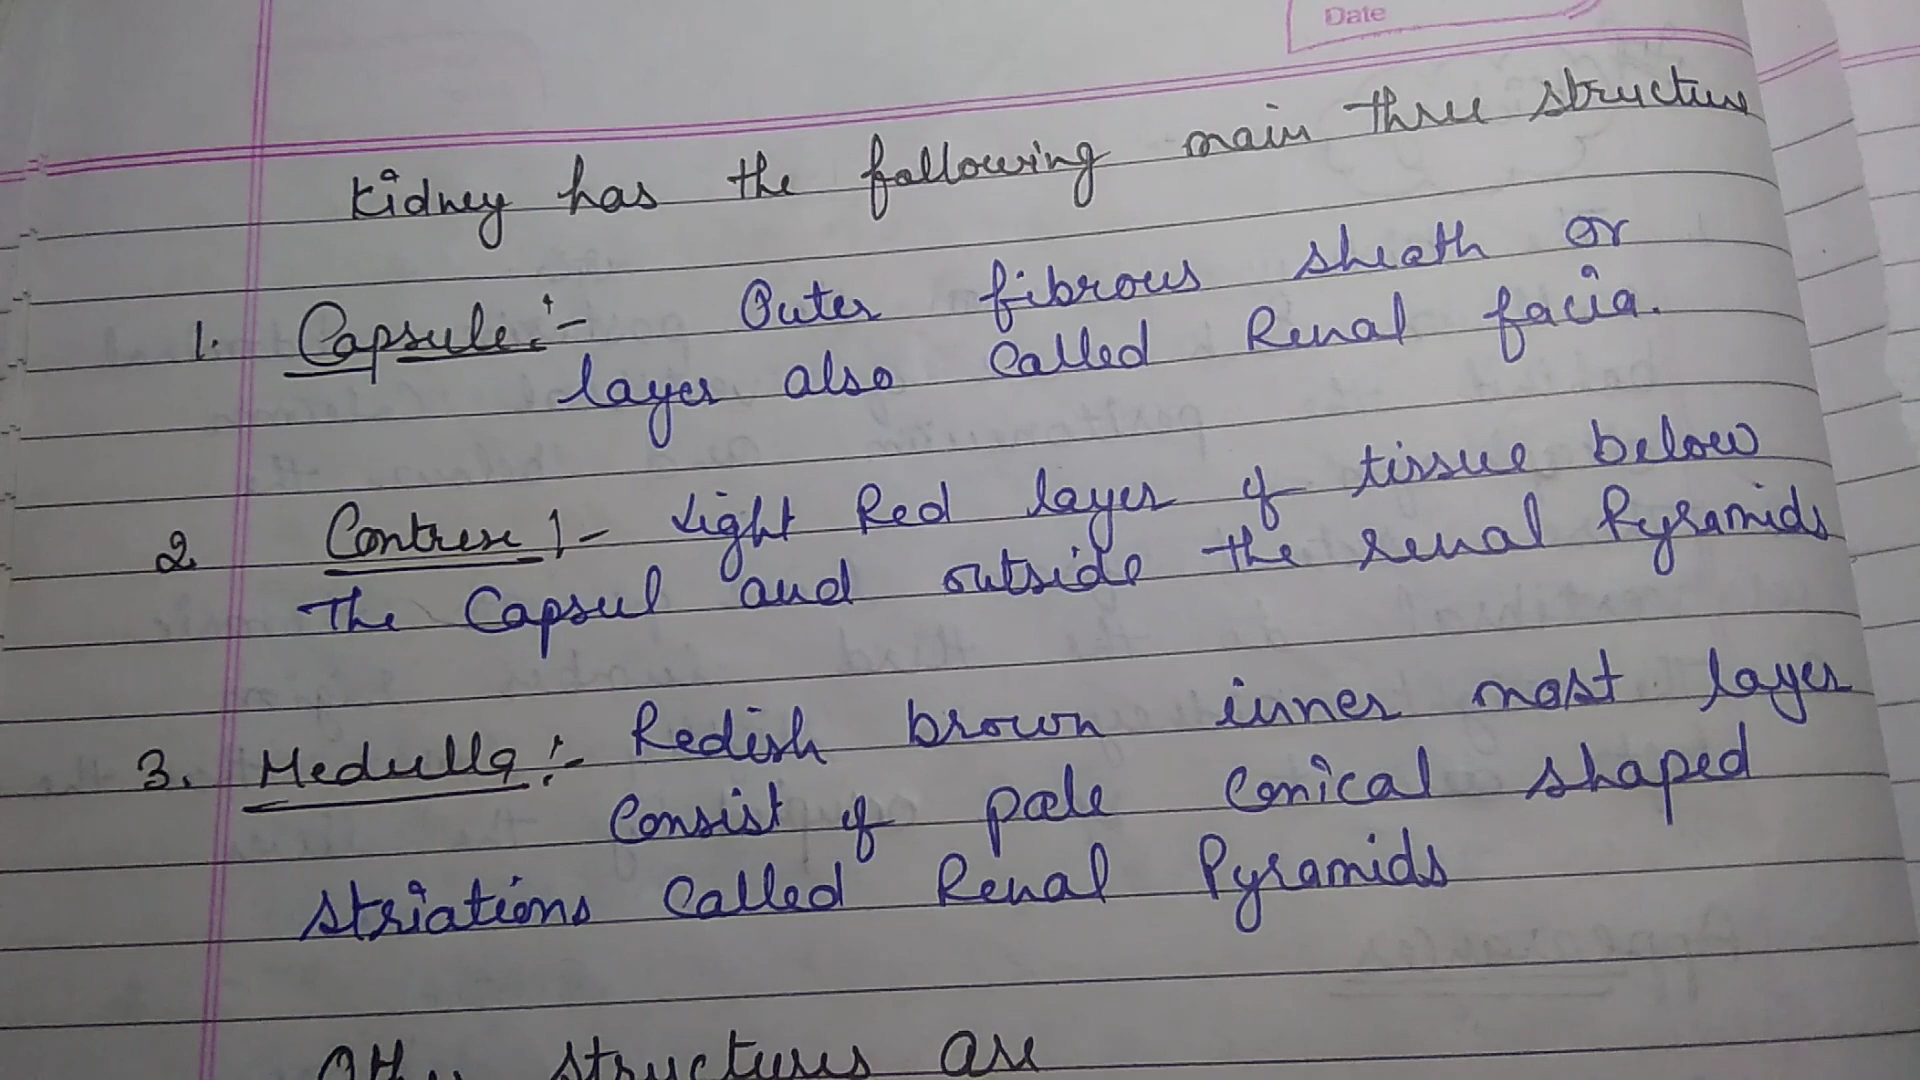 Date
Kidney has the following main three structure
1. Capsule:- Outer fibrous sheath or
layer also called Renal facia.
2 Contrese :- Light Red layer of tissue below
The Capsul and outside the renal Pyramids
3. Medulla:- Redish brown inner most layer
Consist of pale Conical shaped
striations Called Renal Pyramids
structures are